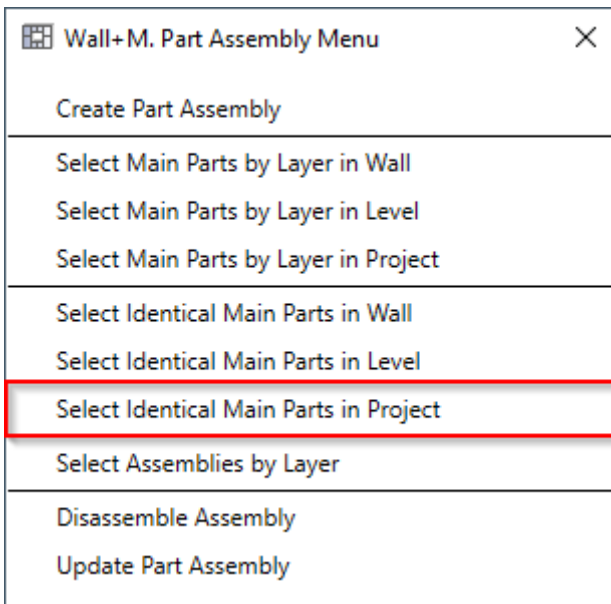 Wall+M. Part Assembly Menu
Create Part Assembly
Select Main Parts by Layer in Wall
Select Main Parts by Layer in Level
Select Main Parts by Layer in Project
Select Identical Main Parts in Wall
Select Identical Main Parts in Level
Select Identical Main Parts in Project
Select Assemblies by Layer
Disassemble Assembly
Update Part Assembly